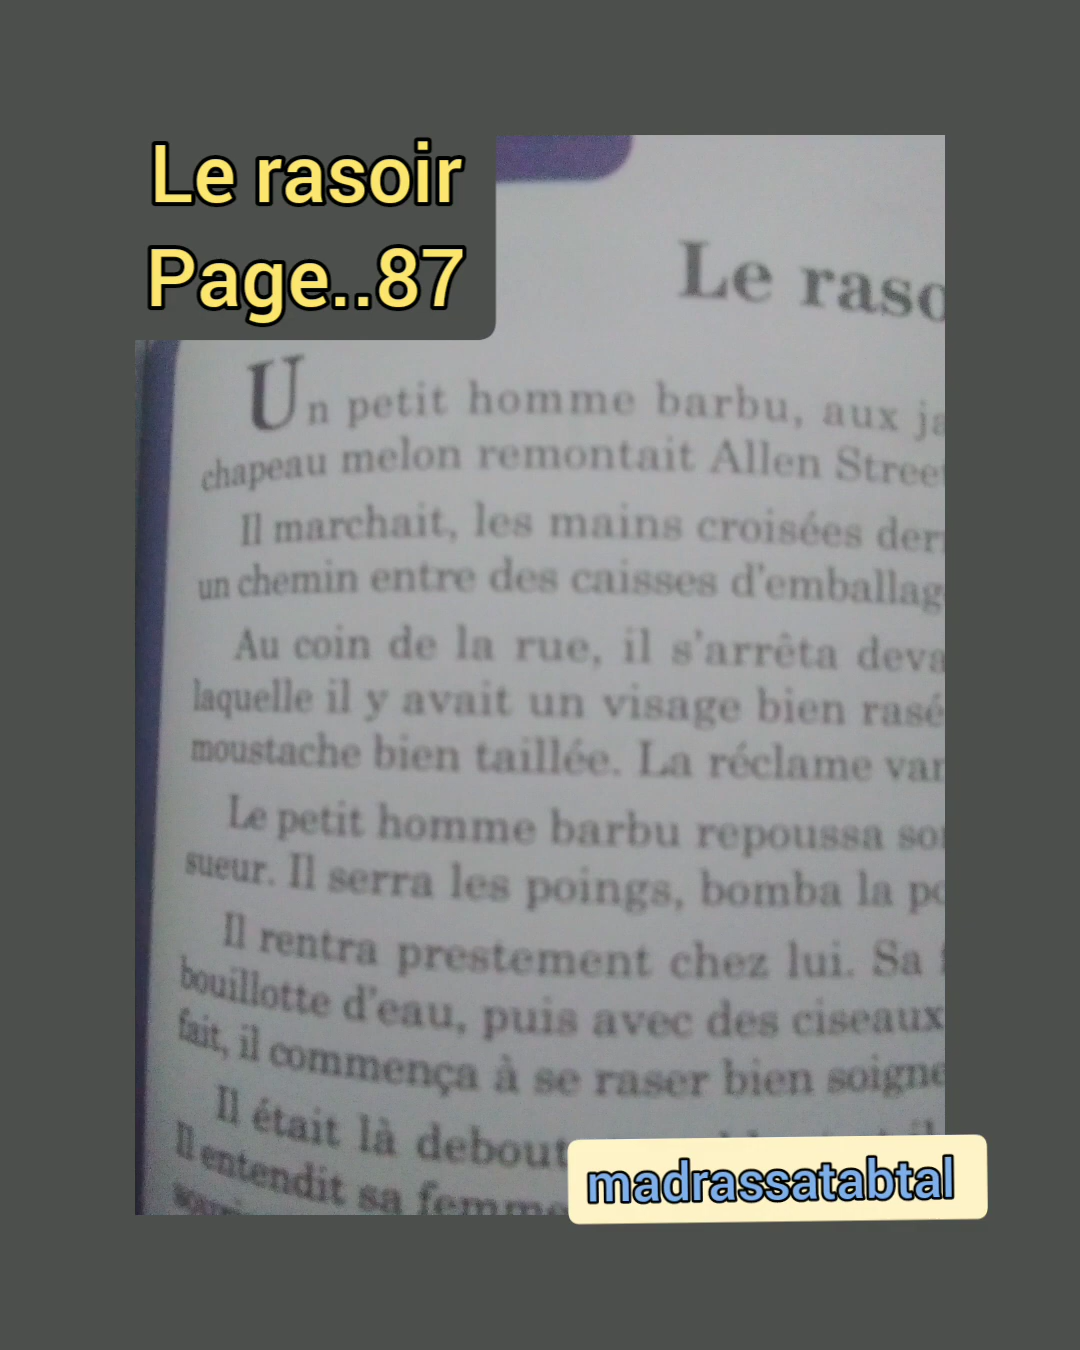 Le rasoir
Page..87
Le raso
Un petit homme barbu, aux ja
chapeau melon remontait Allen Stree
Il marchait, les mains croisées der
un chemin entre des caisses d'emballag
Au coin de la rue, il s'arrêta deva
laquelle il y avait un visage bien rasé
moustache bien taillée. La réclame van
Le petit homme barbu repoussa so
sueur. Il serra les poings, bomba la po
Il rentra prestement chez lui. Sa
bouillotte d'eau, puis avec des ciseaux
fait, il commença à se raser bien soigne
Il était là debout
Il entendit sa femme
madrassatabtal